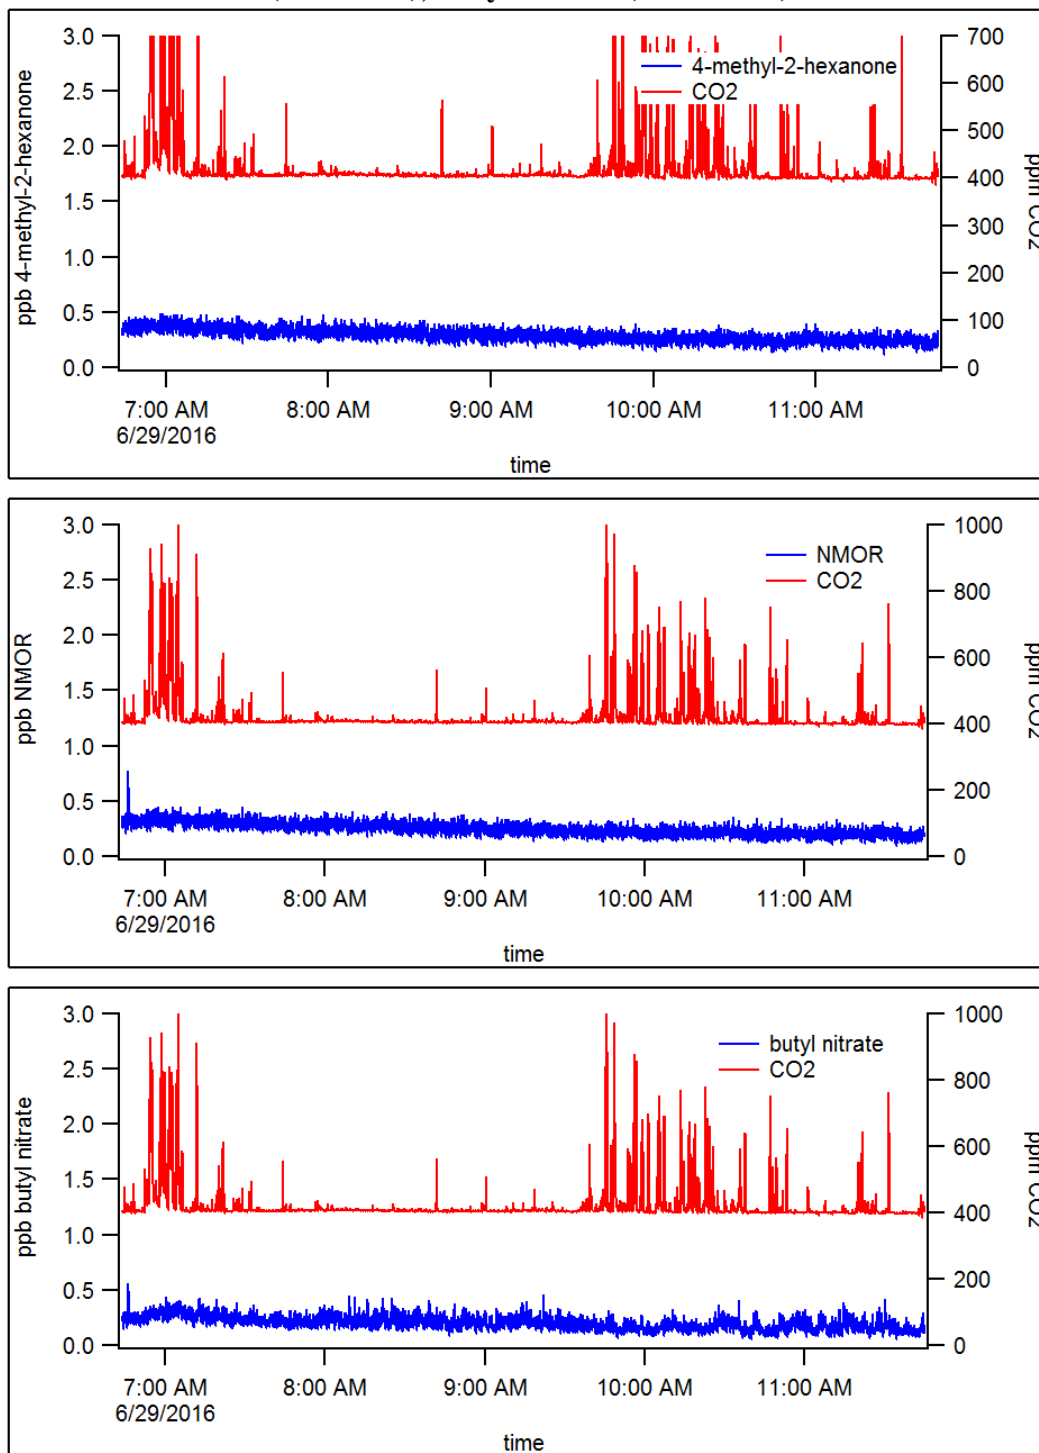 3.0
2.5
2.0
1.5
1.0
0.5
0.0
ppb 4-methyl-2-hexanone
4-methyl-2-hexanone
CO2
700
600
500
400
300
200
100
0
ppm CO2
7:00 AM
6/29/2016
8:00 AM
9:00 AM
10:00 AM
11:00 AM
time
3.0
2.5
2.0
1.5
1.0
0.5
0.0
ppb NMOR
NMOR
CO2
1000
800
600
400
200
0
ppm CO2
7:00 AM
6/29/2016
8:00 AM
9:00 AM
10:00 AM
11:00 AM
time
3.0
2.5
2.0
1.5
1.0
0.5
0.0
ppb butyl nitrate
butyl nitrate
CO2
1000
800
600
400
200
0
ppm CO2
7:00 AM
6/29/2016
8:00 AM
9:00 AM
10:00 AM
11:00 AM
time